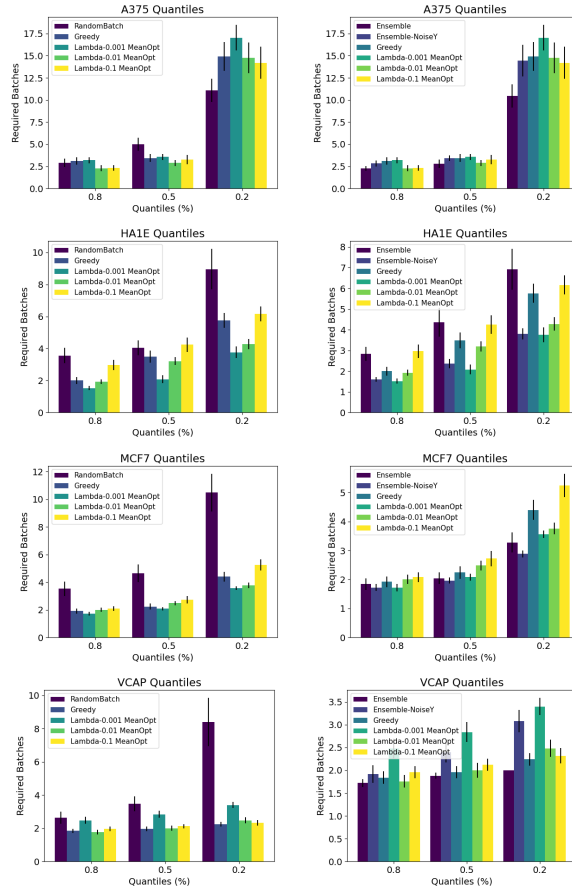 A375 Quantiles
Required Batches
17.5
15.0
12.5
10.0
7.5
5.0
2.5
0.0
RandomBatch
Greedy
Lambda-0.001 MeanOpt
Lambda-0.01 MeanOpt
Lambda-0.1 MeanOpt
0.8
0.5
0.2
Quantiles (%)
A375 Quantiles
Required Batches
17.5
15.0
12.5
10.0
7.5
5.0
2.5
0.0
Ensemble
Ensemble-NoiseY
Greedy
Lambda-0.001 MeanOpt
Lambda-0.01 MeanOpt
Lambda-0.1 MeanOpt
0.8
0.5
0.2
Quantiles (%)
HA1E Quantiles
Required Batches
10
8
6
4
2
0
RandomBatch
Greedy
Lambda-0.001 MeanOpt
Lambda-0.01 MeanOpt
Lambda-0.1 MeanOpt
0.8
0.5
0.2
Quantiles (%)
HA1E Quantiles
Required Batches
8
7
6
5
4
3
2
1
0
Ensemble
Ensemble-NoiseY
Greedy
Lambda-0.001 MeanOpt
Lambda-0.01 MeanOpt
Lambda-0.1 MeanOpt
0.8
0.5
0.2
Quantiles (%)
MCF7 Quantiles
Required Batches
12
10
8
6
4
2
0
RandomBatch
Greedy
Lambda-0.001 MeanOpt
Lambda-0.01 MeanOpt
Lambda-0.1 MeanOpt
0.8
0.5
0.2
Quantiles (%)
MCF7 Quantiles
Required Batches
5
4
3
2
1
0
Ensemble
Ensemble-NoiseY
Greedy
Lambda-0.001 MeanOpt
Lambda-0.01 MeanOpt
Lambda-0.1 MeanOpt
0.8
0.5
0.2
Quantiles (%)
VCAP Quantiles
Required Batches
10
8
6
4
2
0
RandomBatch
Greedy
Lambda-0.001 MeanOpt
Lambda-0.01 MeanOpt
Lambda-0.1 MeanOpt
0.8
0.5
0.2
Quantiles (%)
VCAP Quantiles
Required Batches
3.5
3.0
2.5
2.0
1.5
1.0
0.5
0.0
Ensemble
Ensemble-NoiseY
Greedy
Lambda-0.001 MeanOpt
Lambda-0.01 MeanOpt
Lambda-0.1 MeanOpt
0.8
0.5
0.2
Quantiles (%)